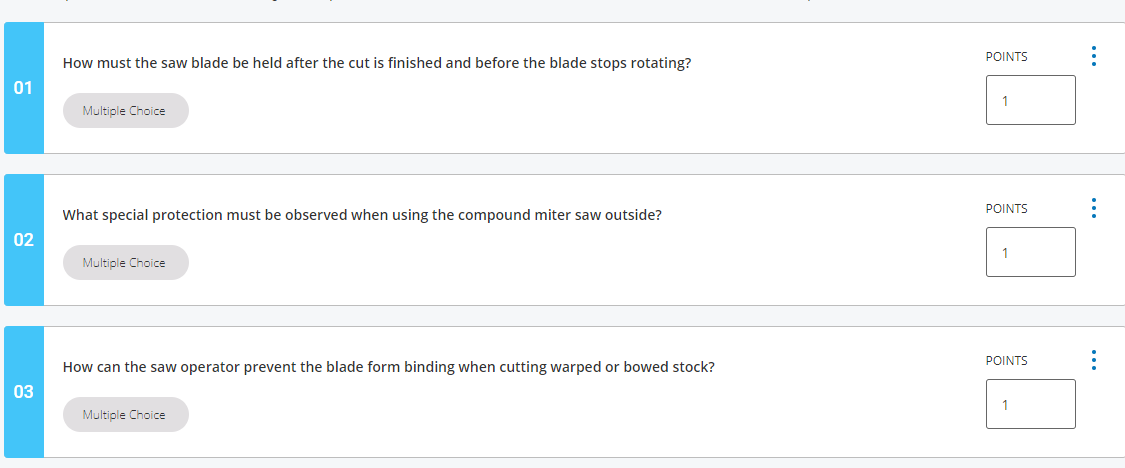 01
How must the saw blade be held after the cut is finished and before the blade stops rotating?
Multiple Choice
POINTS
1
02
What special protection must be observed when using the compound miter saw outside?
Multiple Choice
POINTS
1
03
How can the saw operator prevent the blade form binding when cutting warped or bowed stock?
Multiple Choice
POINTS
1